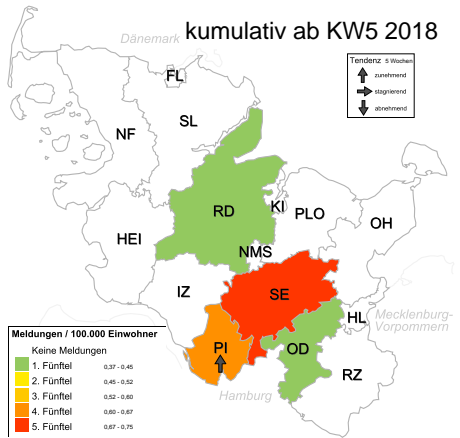 kumulativ ab KW5 2018
Dänemark
Tendenz 5 Wochen
zunehmend
stagnierend
abnehmend
FL
SL
NF
RD
KI
PLO
OH
HEI
NMS
IZ
SE
HL
Mecklenburg-
Vorpommern
PI
OD
RZ
Hamburg
Meldungen / 100.000 Einwohner
Keine Meldungen
1. Fünftel 0,37 - 0,45
2. Fünftel 0,45 - 0,52
3. Fünftel 0,52 - 0,60
4. Fünftel 0,60 - 0,67
5. Fünftel 0,67 - 0,75